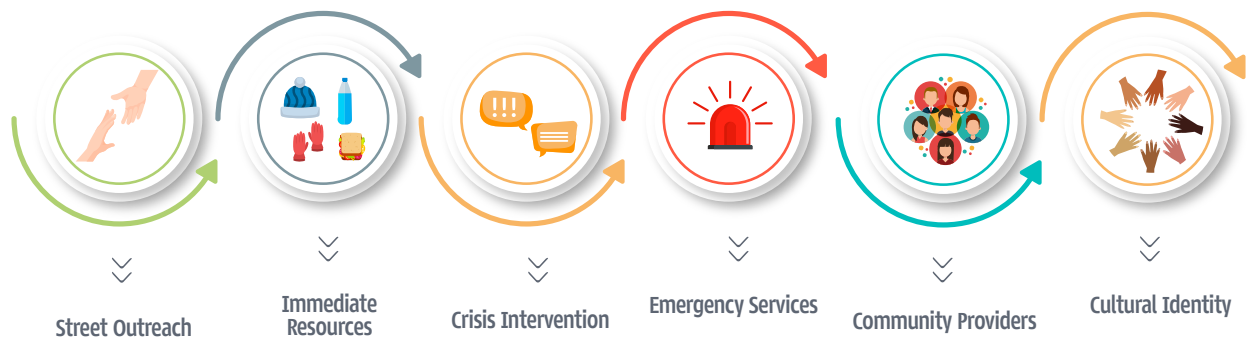 Street Outreach
Immediate
Resources
Crisis Intervention
Emergency Services
Community Providers
Cultural Identity